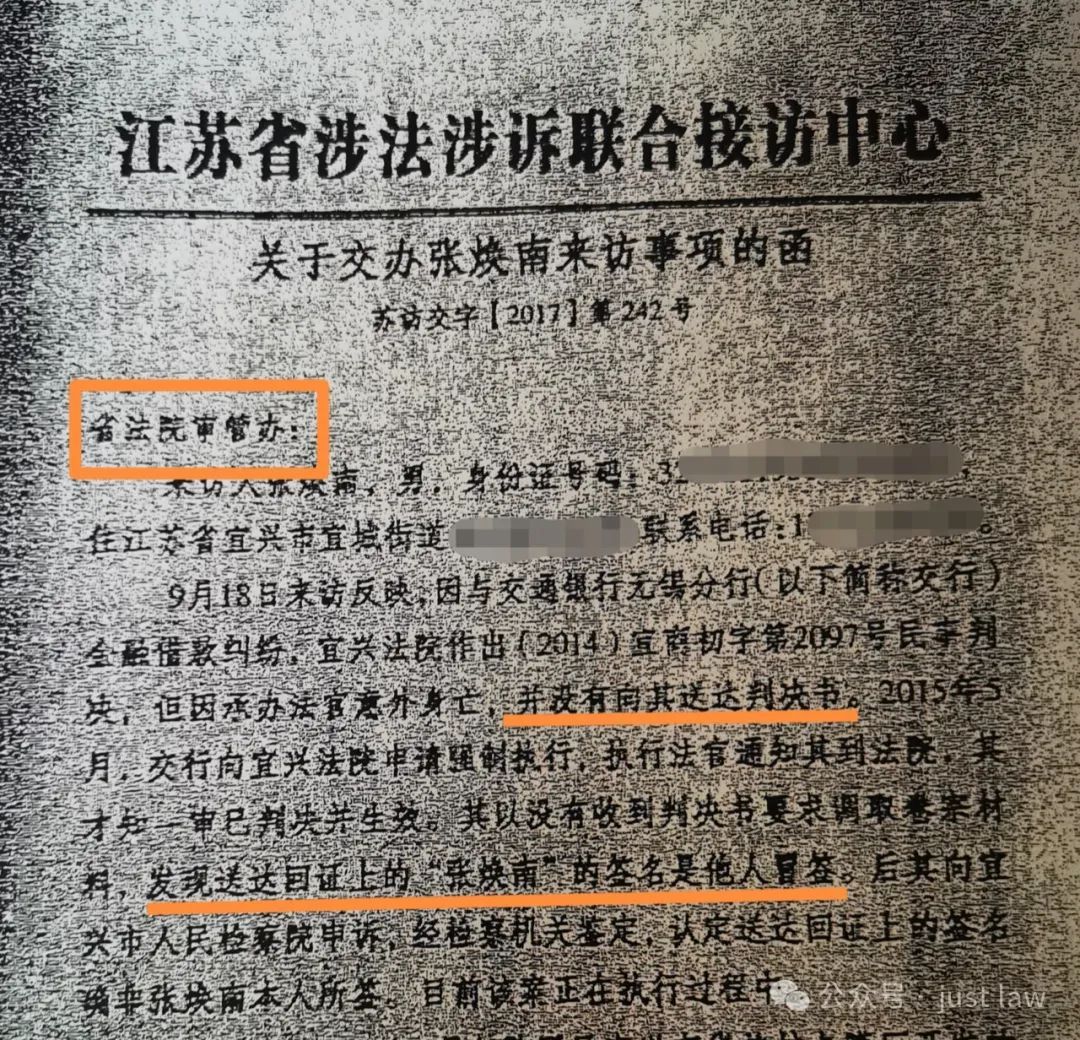 江苏省涉法涉诉联合接访中心
关于交办张焕南来访事项的函
苏访交字【2017】第242号
省法院审管办：
来访人张焕南，男，身份证号码：32
住江苏省宜兴市宜城街道 联系电话：1 。
9月18日来访反映，因与交通银行无锡分行（以下简称交行）
金融借款纠纷，宜兴法院作出（2014）宜商初字第2097号民事判
决，但因承办法官意外身亡，并没有向其送达判决书。2015年5
月，交行向宜兴法院申请强制执行，执行法官通知其到法院，其
才知一审已判决并生效。其以没有收到判决书要求调取卷宗材
料，发现送达回证上的“张焕南”的签名是他人冒签。后其向宜
兴市人民检察院申诉，经检察机关鉴定，认定送达回证上的签名
确非张焕南本人所签。目前该案正在执行过程中
公众号 · just law